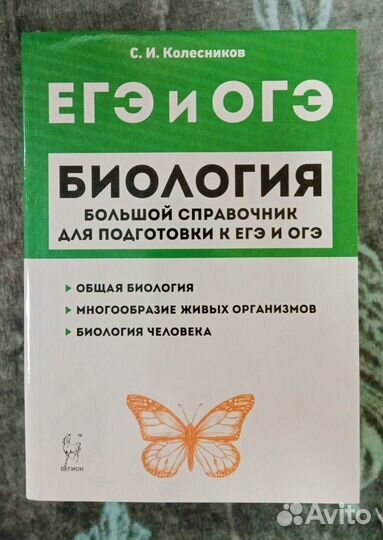 С. И. Колесников
ЕГЭ и ОГЭ
БИОЛОГИЯ
БОЛЬШОЙ СПРАВОЧНИК
ДЛЯ ПОДГОТОВКИ К ЕГЭ И ОГЭ
ОБЩАЯ БИОЛОГИЯ
МНОГООБРАЗИЕ ЖИВЫХ ОРГАНИЗМОВ
БИОЛОГИЯ ЧЕЛОВЕКА
TM
ЛЕГИОН
Avito